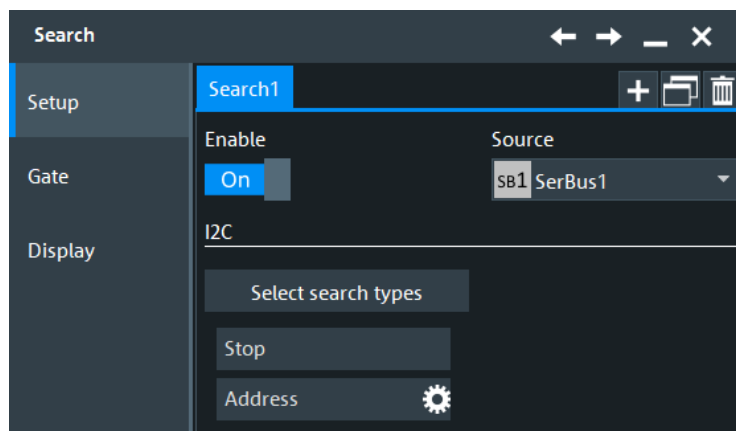 Search
Setup
Gate
Display
Search1
Enable
Source
On
SB1 SerBus1
I2C
Select search types
Stop
Address